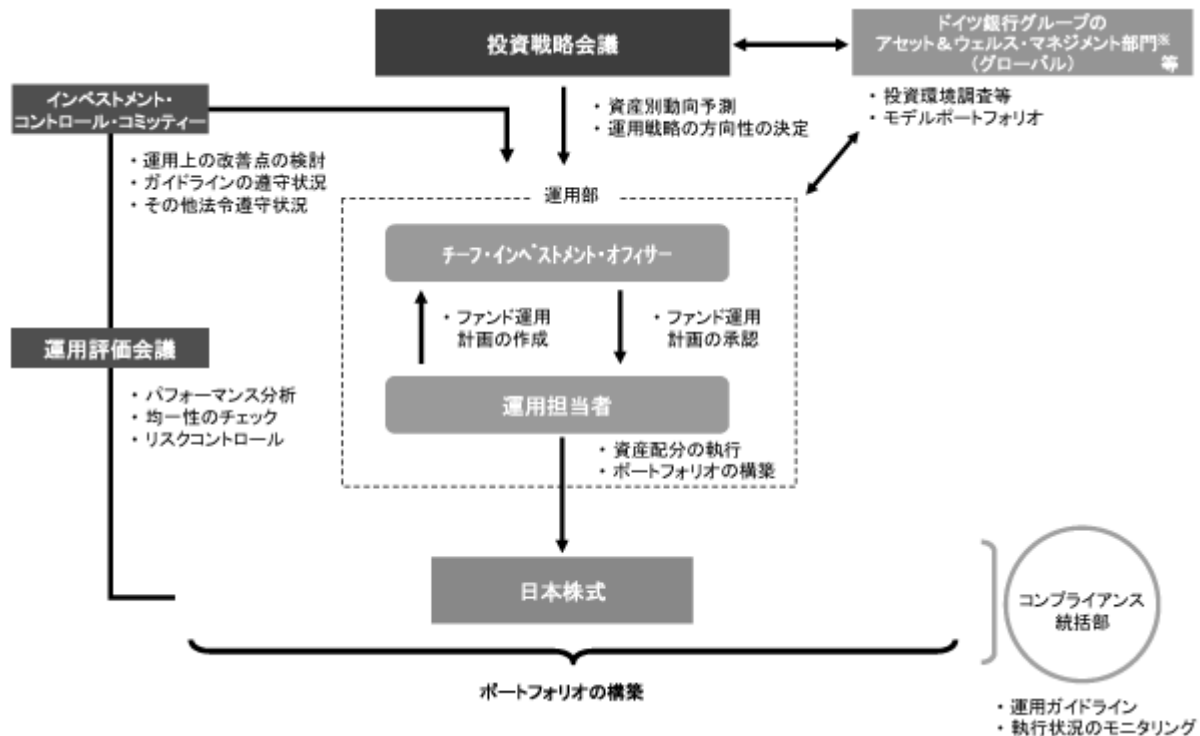 投資戦略会議
ドイツ銀行グループの
アセット＆ウェルス・マネジメント部門※
（グローバル） 等
・投資環境調査等
・モデルポートフォリオ
インベストメント・
コントロール・コミッティー
・資産別動向予測
・運用戦略の方向性の決定
・運用上の改善点の検討
・ガイドラインの遵守状況
・その他法令遵守状況
運用部
チーフ・インベストメント・オフィサー
・ファンド運用
計画の作成
・ファンド運用
計画の承認
運用評価会議
・パフォーマンス分析
・均一性のチェック
・リスクコントロール
運用担当者
・資産配分の執行
・ポートフォリオの構築
日本株式
コンプライアンス
統括部
ポートフォリオの構築
・運用ガイドライン
・執行状況のモニタリング